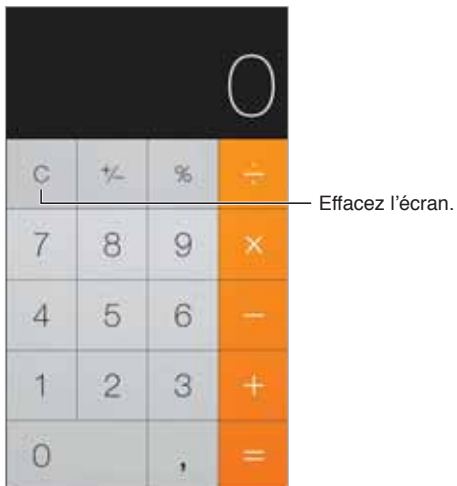 0
C +/- % ÷
Effacez l'écran.
7 8 9 ×
4 5 6 −
1 2 3 +
0 , =